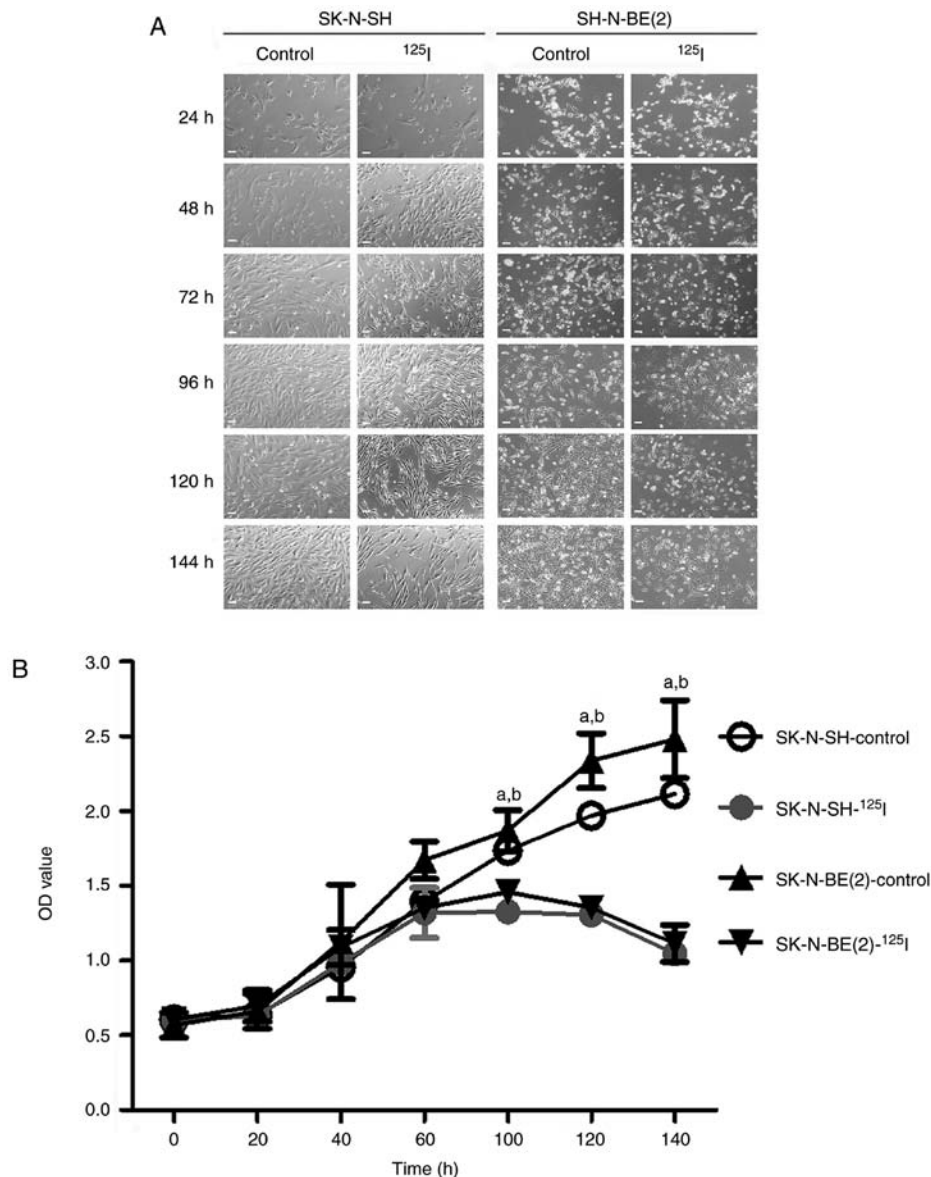 A
SK-N-SH
SH-N-BE(2)
Control
¹²⁵I
Control
¹²⁵I
24 h
48 h
72 h
96 h
120 h
144 h
B
3.0
2.5
2.0
1.5
1.0
0.5
0.0
OD value
a,b
a,b
a,b
0
20
40
60
100
120
140
Time (h)
SK-N-SH-control
SK-N-SH-¹²⁵I
SK-N-BE(2)-control
SK-N-BE(2)-¹²⁵I